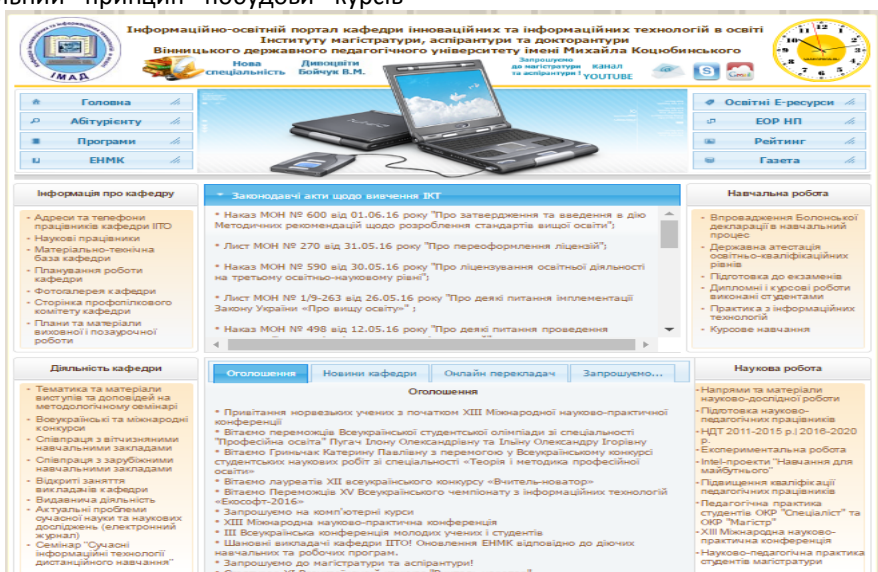 льний принцип побудови курсів
Інформаційно-освітній портал кафедри інноваційних та інформаційних технологій в освіті
Інституту магістратури, аспірантури та докторантури
Вінницького державного педагогічного університету імені Михайла Коцюбинського
ІМАД
Нова
спеціальність
Дивоцвіти
Бойчук В.М.
Запрошуємо
до магістратури
та аспірантури !
КАНАЛ
YOUTUBE
Gmail
Головна
Абітурієнту
Програми
ЕНМК
Освітні Е-ресурси
ЕОР НП
Рейтинг
Газета
Інформація про кафедру
- Адреси та телефони
працівників кафедри ІІТО
- Наукові працівники
- Матеріально-технічна
база кафедри
- Планування роботи
кафедри
- Фотогалерея кафедри
- Сторінка профспілкового
комітету кафедри
- Плани та матеріали
виховної і позаурочної
роботи
Діяльність кафедри
- Тематика та матеріали
виступів та доповідей на
методологічному семінарі
- Всеукраїнські та міжнародні
конкурси
- Співпраця з вітчизняними
навчальними закладами
- Співпраця з зарубіжними
навчальними закладами
- Відкриті заняття
викладачів кафедри
- Видавнича діяльність
- Актуальні проблеми
сучасної науки та наукових
досліджень (електронний
журнал)
- Семінар "Сучасні
інформаційні технології
дистанційного навчання"
Законодавчі акти щодо вивчення ІКТ
* Наказ МОН № 600 від 01.06.16 року "Про затвердження та введення в дію
Методичних рекомендацій щодо розроблення стандартів вищої освіти";
* Лист МОН № 270 від 31.05.16 року "Про переоформлення ліцензій";
* Наказ МОН № 590 від 30.05.16 року "Про ліцензування освітньої діяльності
на третьому освітньо-науковому рівні";
* Лист МОН № 1/9-263 від 26.05.16 року "Про деякі питання імплементації
Закону України «Про вищу освіту»" ;
* Наказ МОН № 498 від 12.05.16 року "Про деякі питання проведення
Оголошення
Новини кафедри
Онлайн перекладач
Запрошуємо...
Оголошення
* Привітання норвезьких учених з початком XIII Міжнародної науково-практичної
конференції
* Вітаємо переможців Всеукраїнської студентської олімпіади зі спеціальності
"Професійна освіта" Пугач Ілону Олександрівну та Ільїну Олександру Ігорівну
* Вітаємо Гриньчак Катерину Павлівну з перемогою у Всеукраїнському конкурсі
студентських наукових робіт зі спеціальності «Теорія і методика професійної
освіти»
* Вітаємо лауреатів XII всеукраїнського конкурсу «Вчитель-новатор»
* Вітаємо Переможців XV Всеукраїнського чемпіонату з інформаційних технологій
«Екософт-2016»
* Запрошуємо на комп'ютерні курси
* XIII Міжнародна науково-практична конференція
* III Всеукраїнська конференція молодих учених і студентів
* Шановні викладачі кафедри ІІТО! Оновлення ЕНМК відповідно до діючих
навчальних та робочих програм.
* Запрошуємо до магістратури та аспірантури!
Навчальна робота
- Впровадження Болонської
декларації в навчальний
процес
- Державна атестація
освітньо-кваліфікаційних
рівнів
- Підготовка до екзаменів
- Дипломні і курсові роботи
виконані студентами
- Практика з інформаційних
технологій
- Курсове навчання
Наукова робота
-Напрями та матеріали
науково-дослідної роботи
-Підготовка науково-
педагогічних працівників
-НДТ 2011-2015 р.і 2016-2020
р.
-Експериментальна робота
-Intel-проекти "Навчання для
майбутнього"
-Підвищення кваліфікації
педагогічних працівників
-Педагогічна практика
студентів ОКР "Спеціаліст" та
ОКР "Магістр"
-XIII Міжнародна науково-
практична конференція
-Науково-педагогічна практика
студентів магістратури